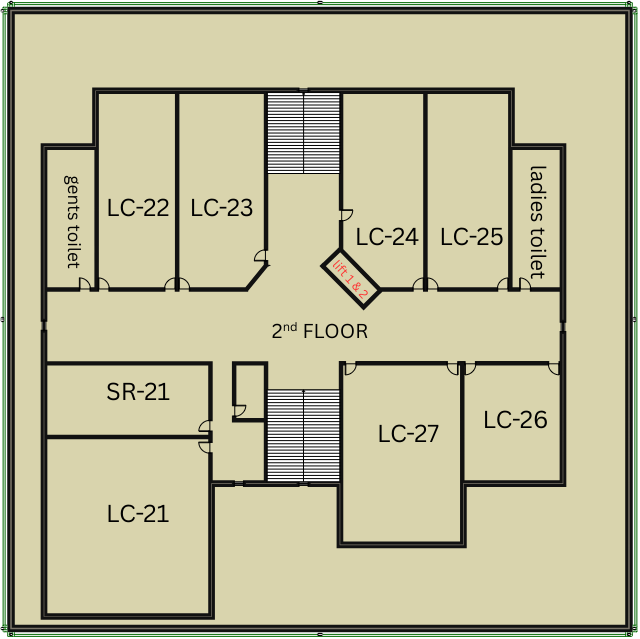 gents toilet
LC-22
LC-23
LC-24
LC-25
ladies toilet
lift 1 & 2
2nd FLOOR
SR-21
LC-27
LC-26
LC-21